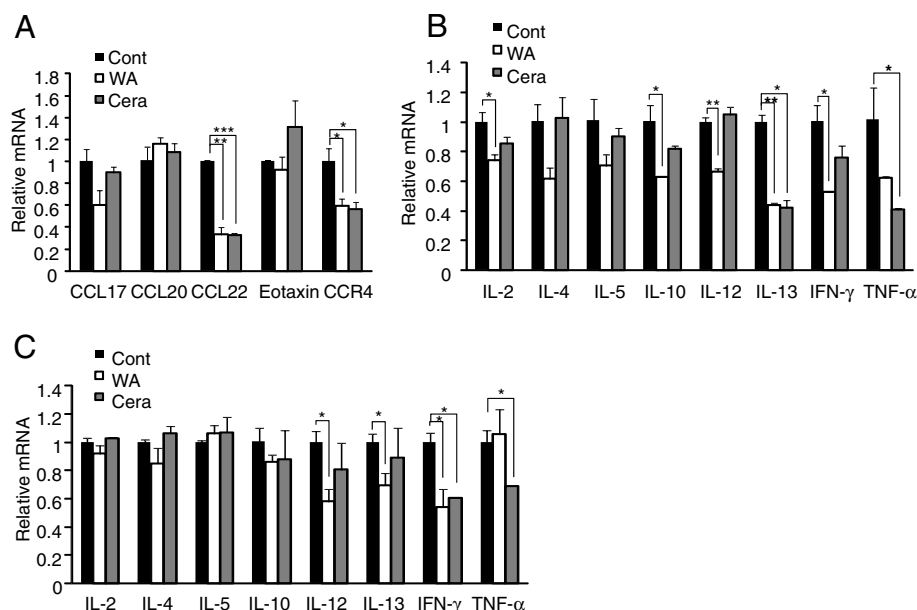 A
Cont
WA
Cera
Relative mRNA
1.8
1.6
1.4
1.2
1
0.8
0.6
0.4
0.2
0
***
**
*
*
CCL17 CCL20 CCL22 Eotaxin CCR4
B
Cont
WA
Cera
Relative mRNA
1.4
1.2
1.0
0.8
0.6
0.4
0.2
0
*
*
**
*
**
*
*
IL-2 IL-4 IL-5 IL-10 IL-12 IL-13 IFN-γ TNF-α
C
Cont
WA
Cera
Relative mRNA
1.4
1.2
1.0
0.8
0.6
0.4
0.2
0
*
*
*
*
*
IL-2 IL-4 IL-5 IL-10 IL-12 IL-13 IFN-γ TNF-α